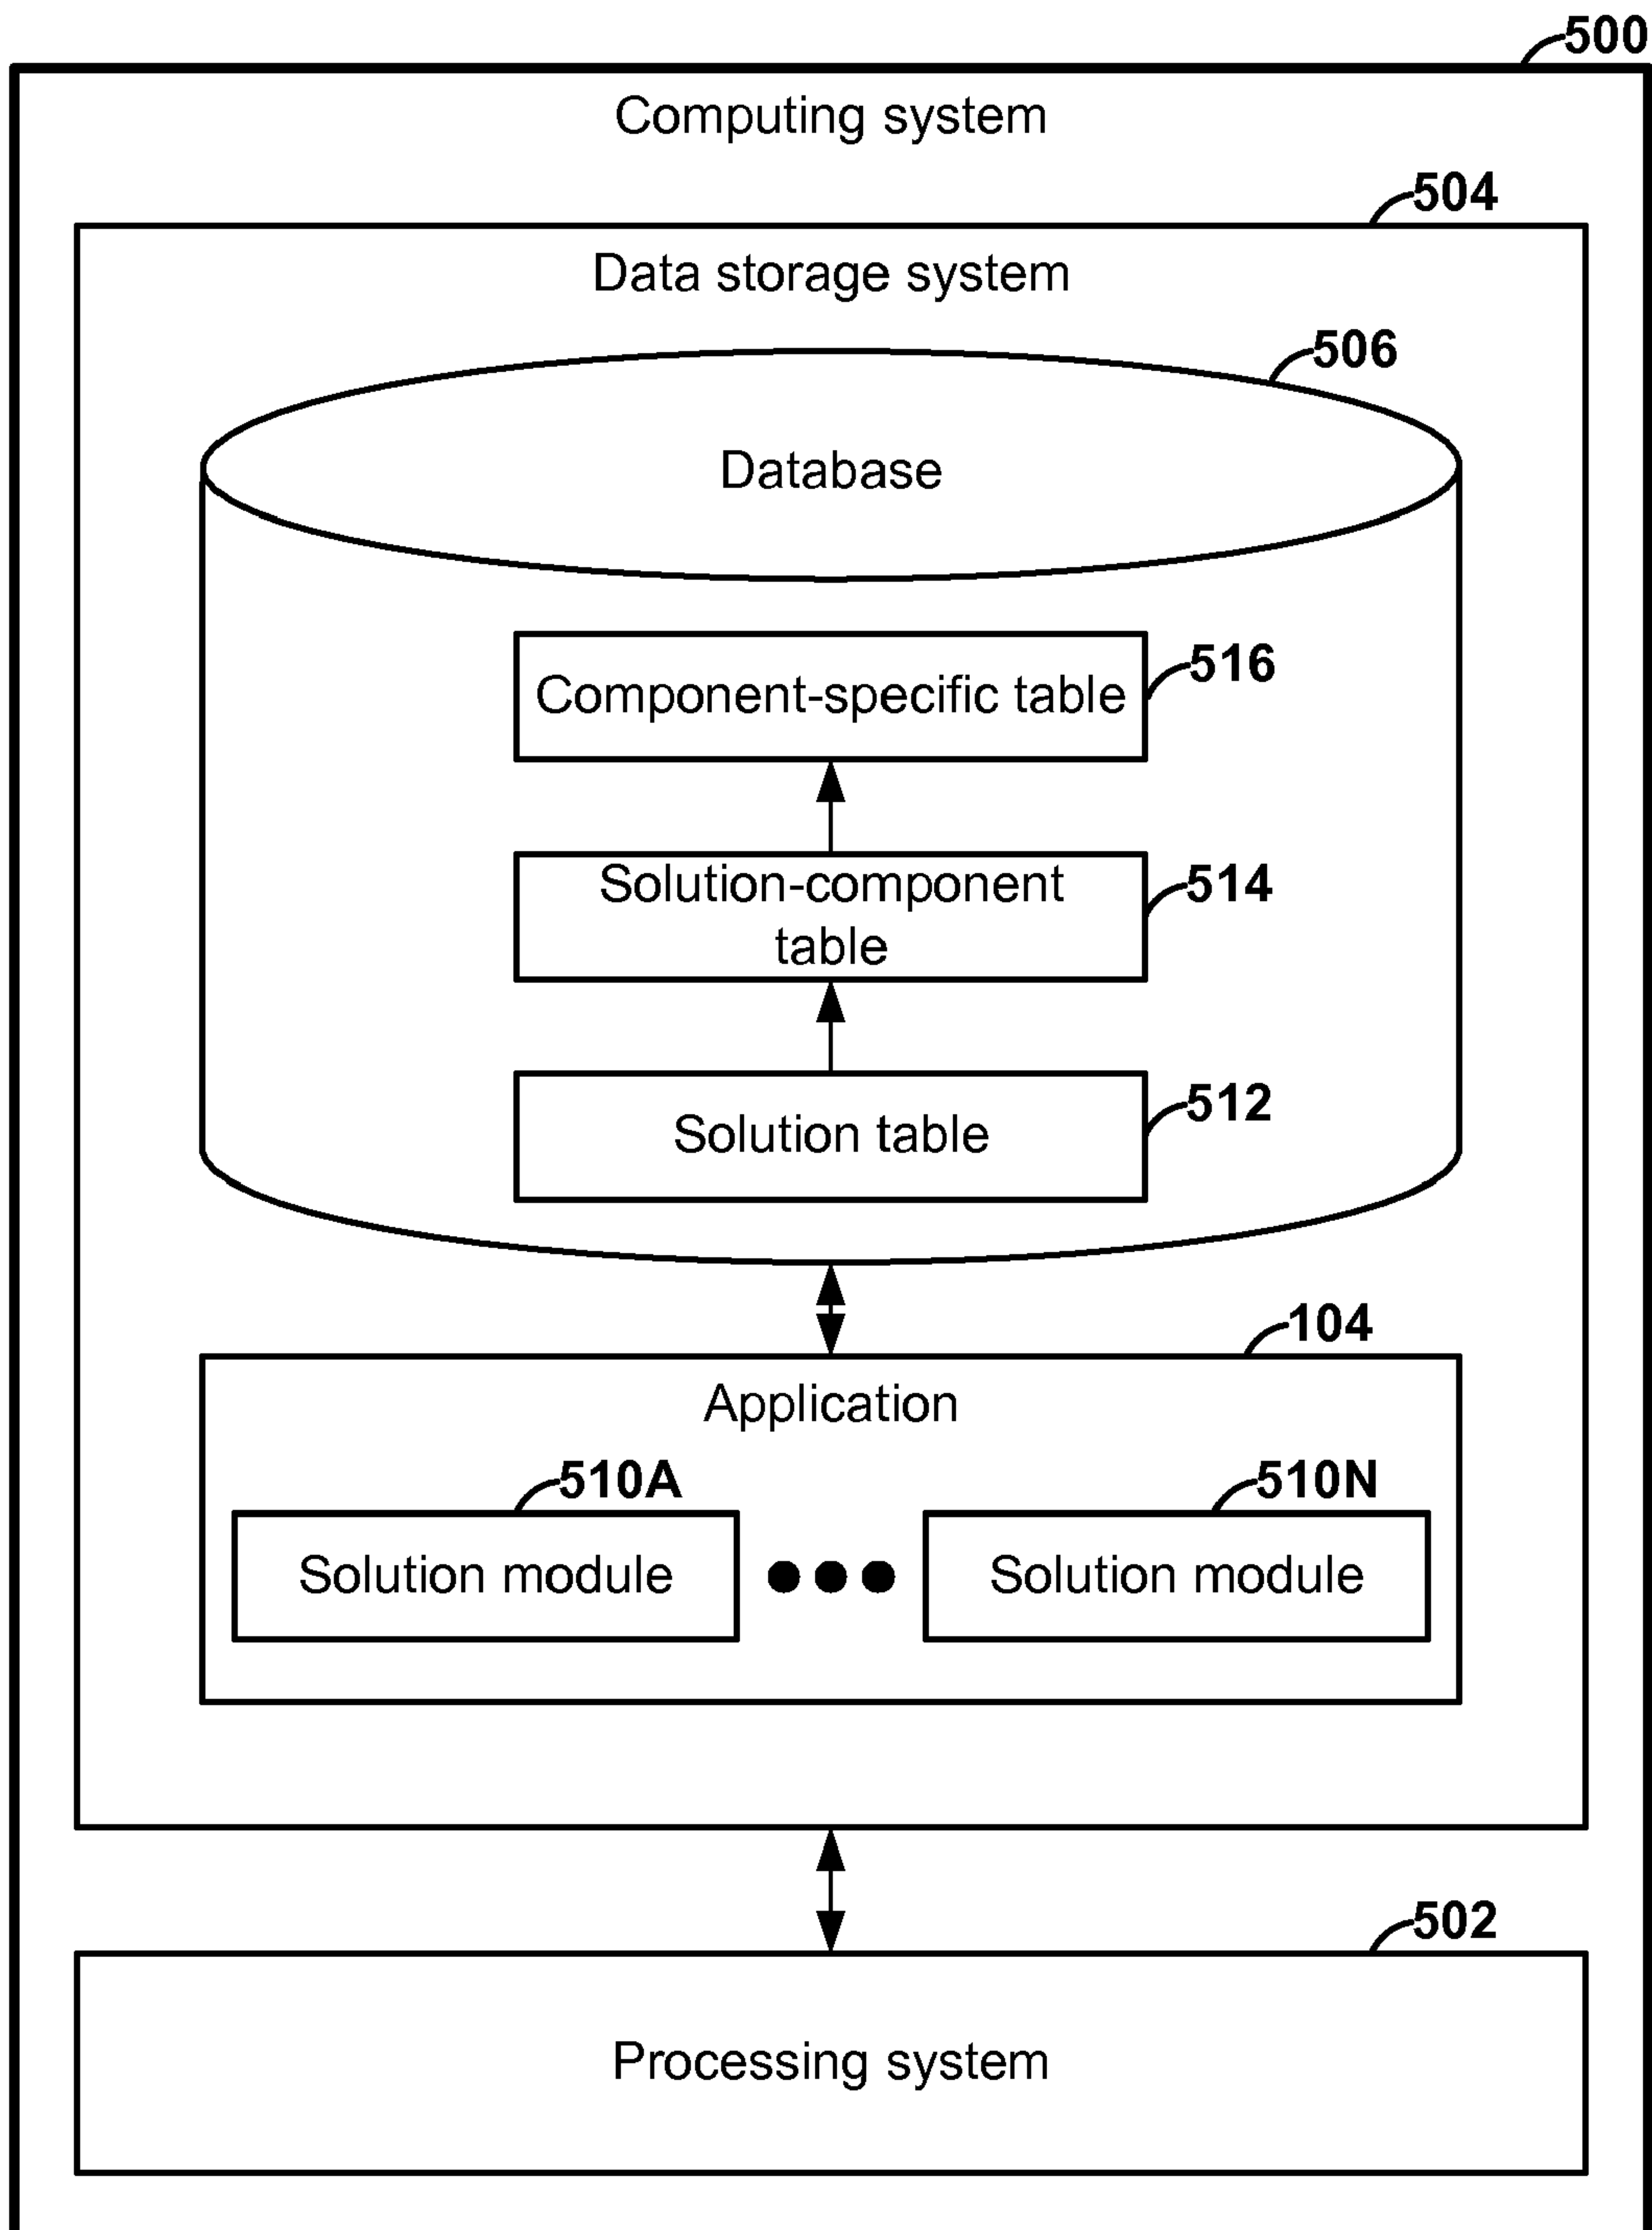 500
Computing system
504
Data storage system
506
Database
516
Component-specific table
514
Solution-component
table
512
Solution table
104
Application
510A
510N
Solution module
Solution module
502
Processing system